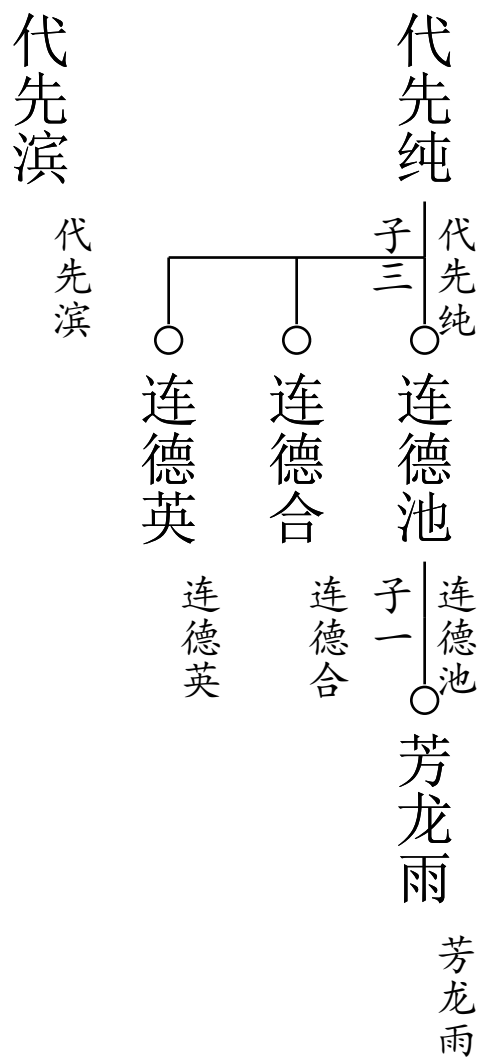 代先纯
代先滨
代先纯
子三
代先滨
连德池
连德合
连德英
连德池
子一
连德合
连德英
芳龙雨
芳龙雨